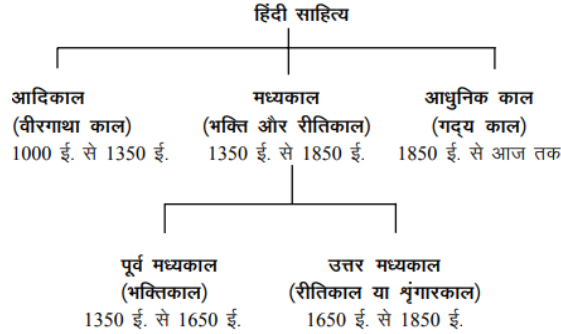 हिंदी साहित्य
आदिकाल
(वीरगाथा काल)
1000 ई. से 1350 ई.
मध्यकाल
(भक्ति और रीतिकाल)
1350 ई. से 1850 ई.
आधुनिक काल
(गद्‌य काल)
1850 ई. से आज तक
पूर्व मध्यकाल
(भक्तिकाल)
1350 ई. से 1650 ई.
उत्तर मध्यकाल
(रीतिकाल या शृंगारकाल)
1650 ई. से 1850 ई.